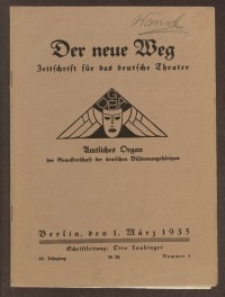 Der neue Weg
Zeitschrift für das deutsche Theater
Amtliches Organ
der Genossenschaft der deutschen Bühnenangehörigen
Berlin, den 1. März 1935
Schriftleitung: Otto Laubinger
Jahrgang Nummer